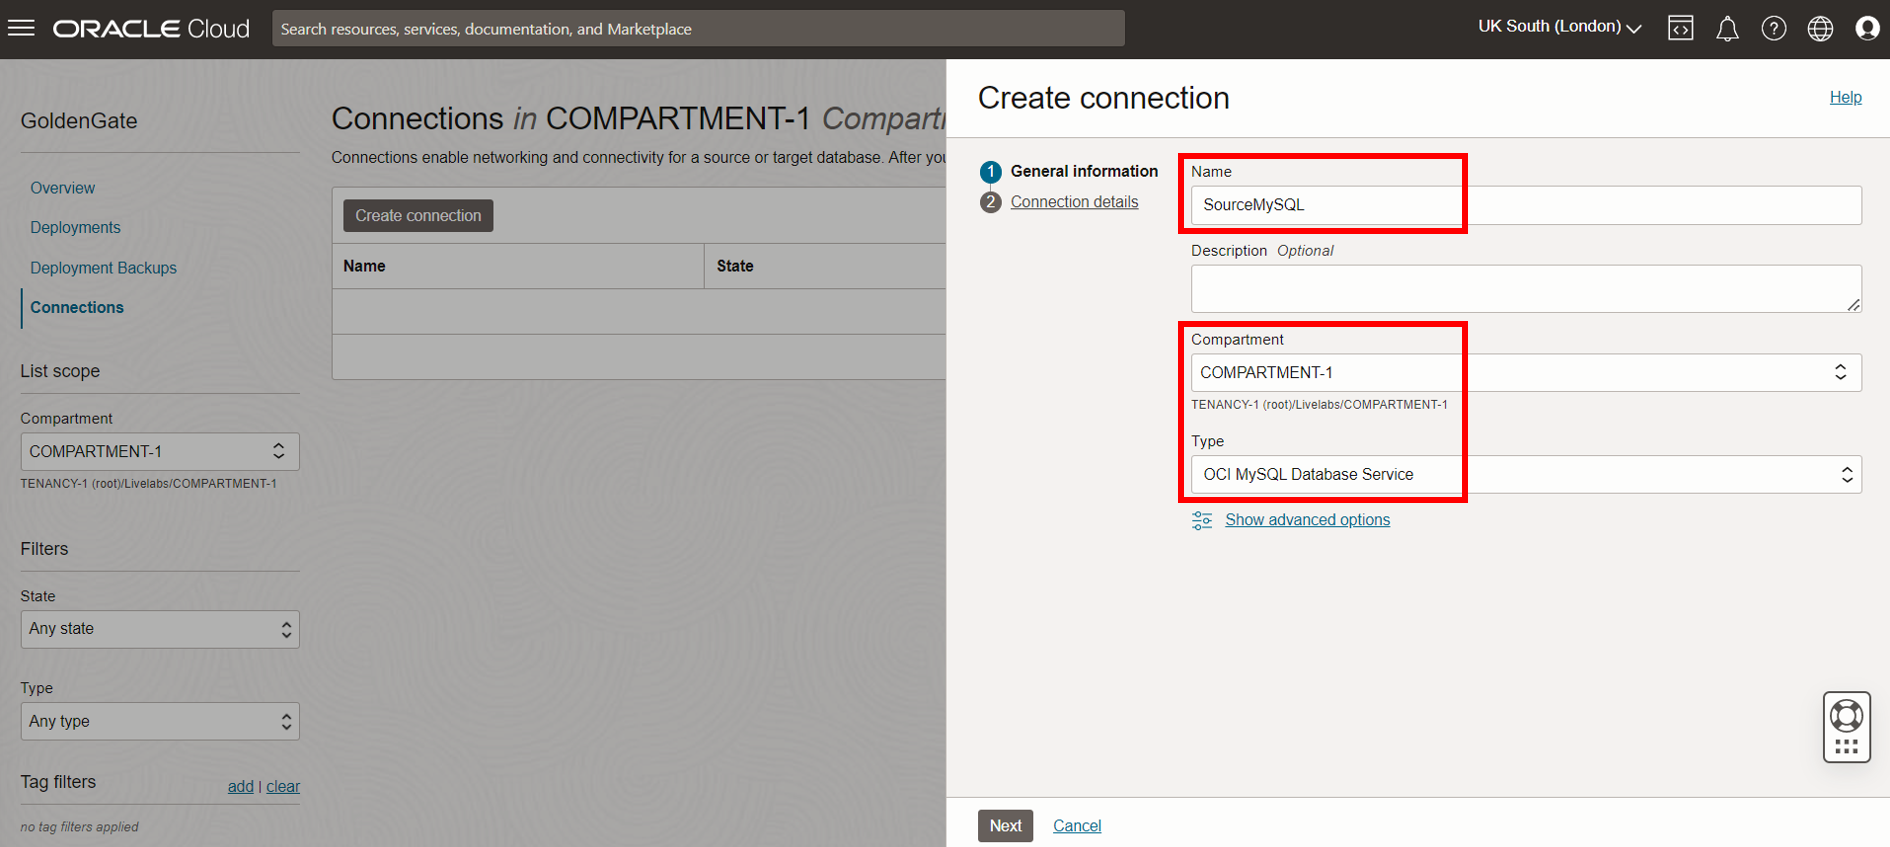 ORACLE Cloud
Search resources, services, documentation, and Marketplace
UK South (London)
GoldenGate
Overview
Deployments
Deployment Backups
Connections
List scope
Compartment
COMPARTMENT-1
TENANCY-1 (root)/Livelabs/COMPARTMENT-1
Filters
State
Any state
Type
Any type
Tag filters
add | clear
no tag filters applied
Connections in COMPARTMENT-1
Connections enable networking and connectivity for a source or target database. After
Create connection
Name State
Create connection
Help
1 General information
2 Connection details
Name
SourceMySQL
Description Optional
Compartment
COMPARTMENT-1
TENANCY-1 (root)/Livelabs/COMPARTMENT-1
Type
OCI MySQL Database Service
Show advanced options
Next Cancel